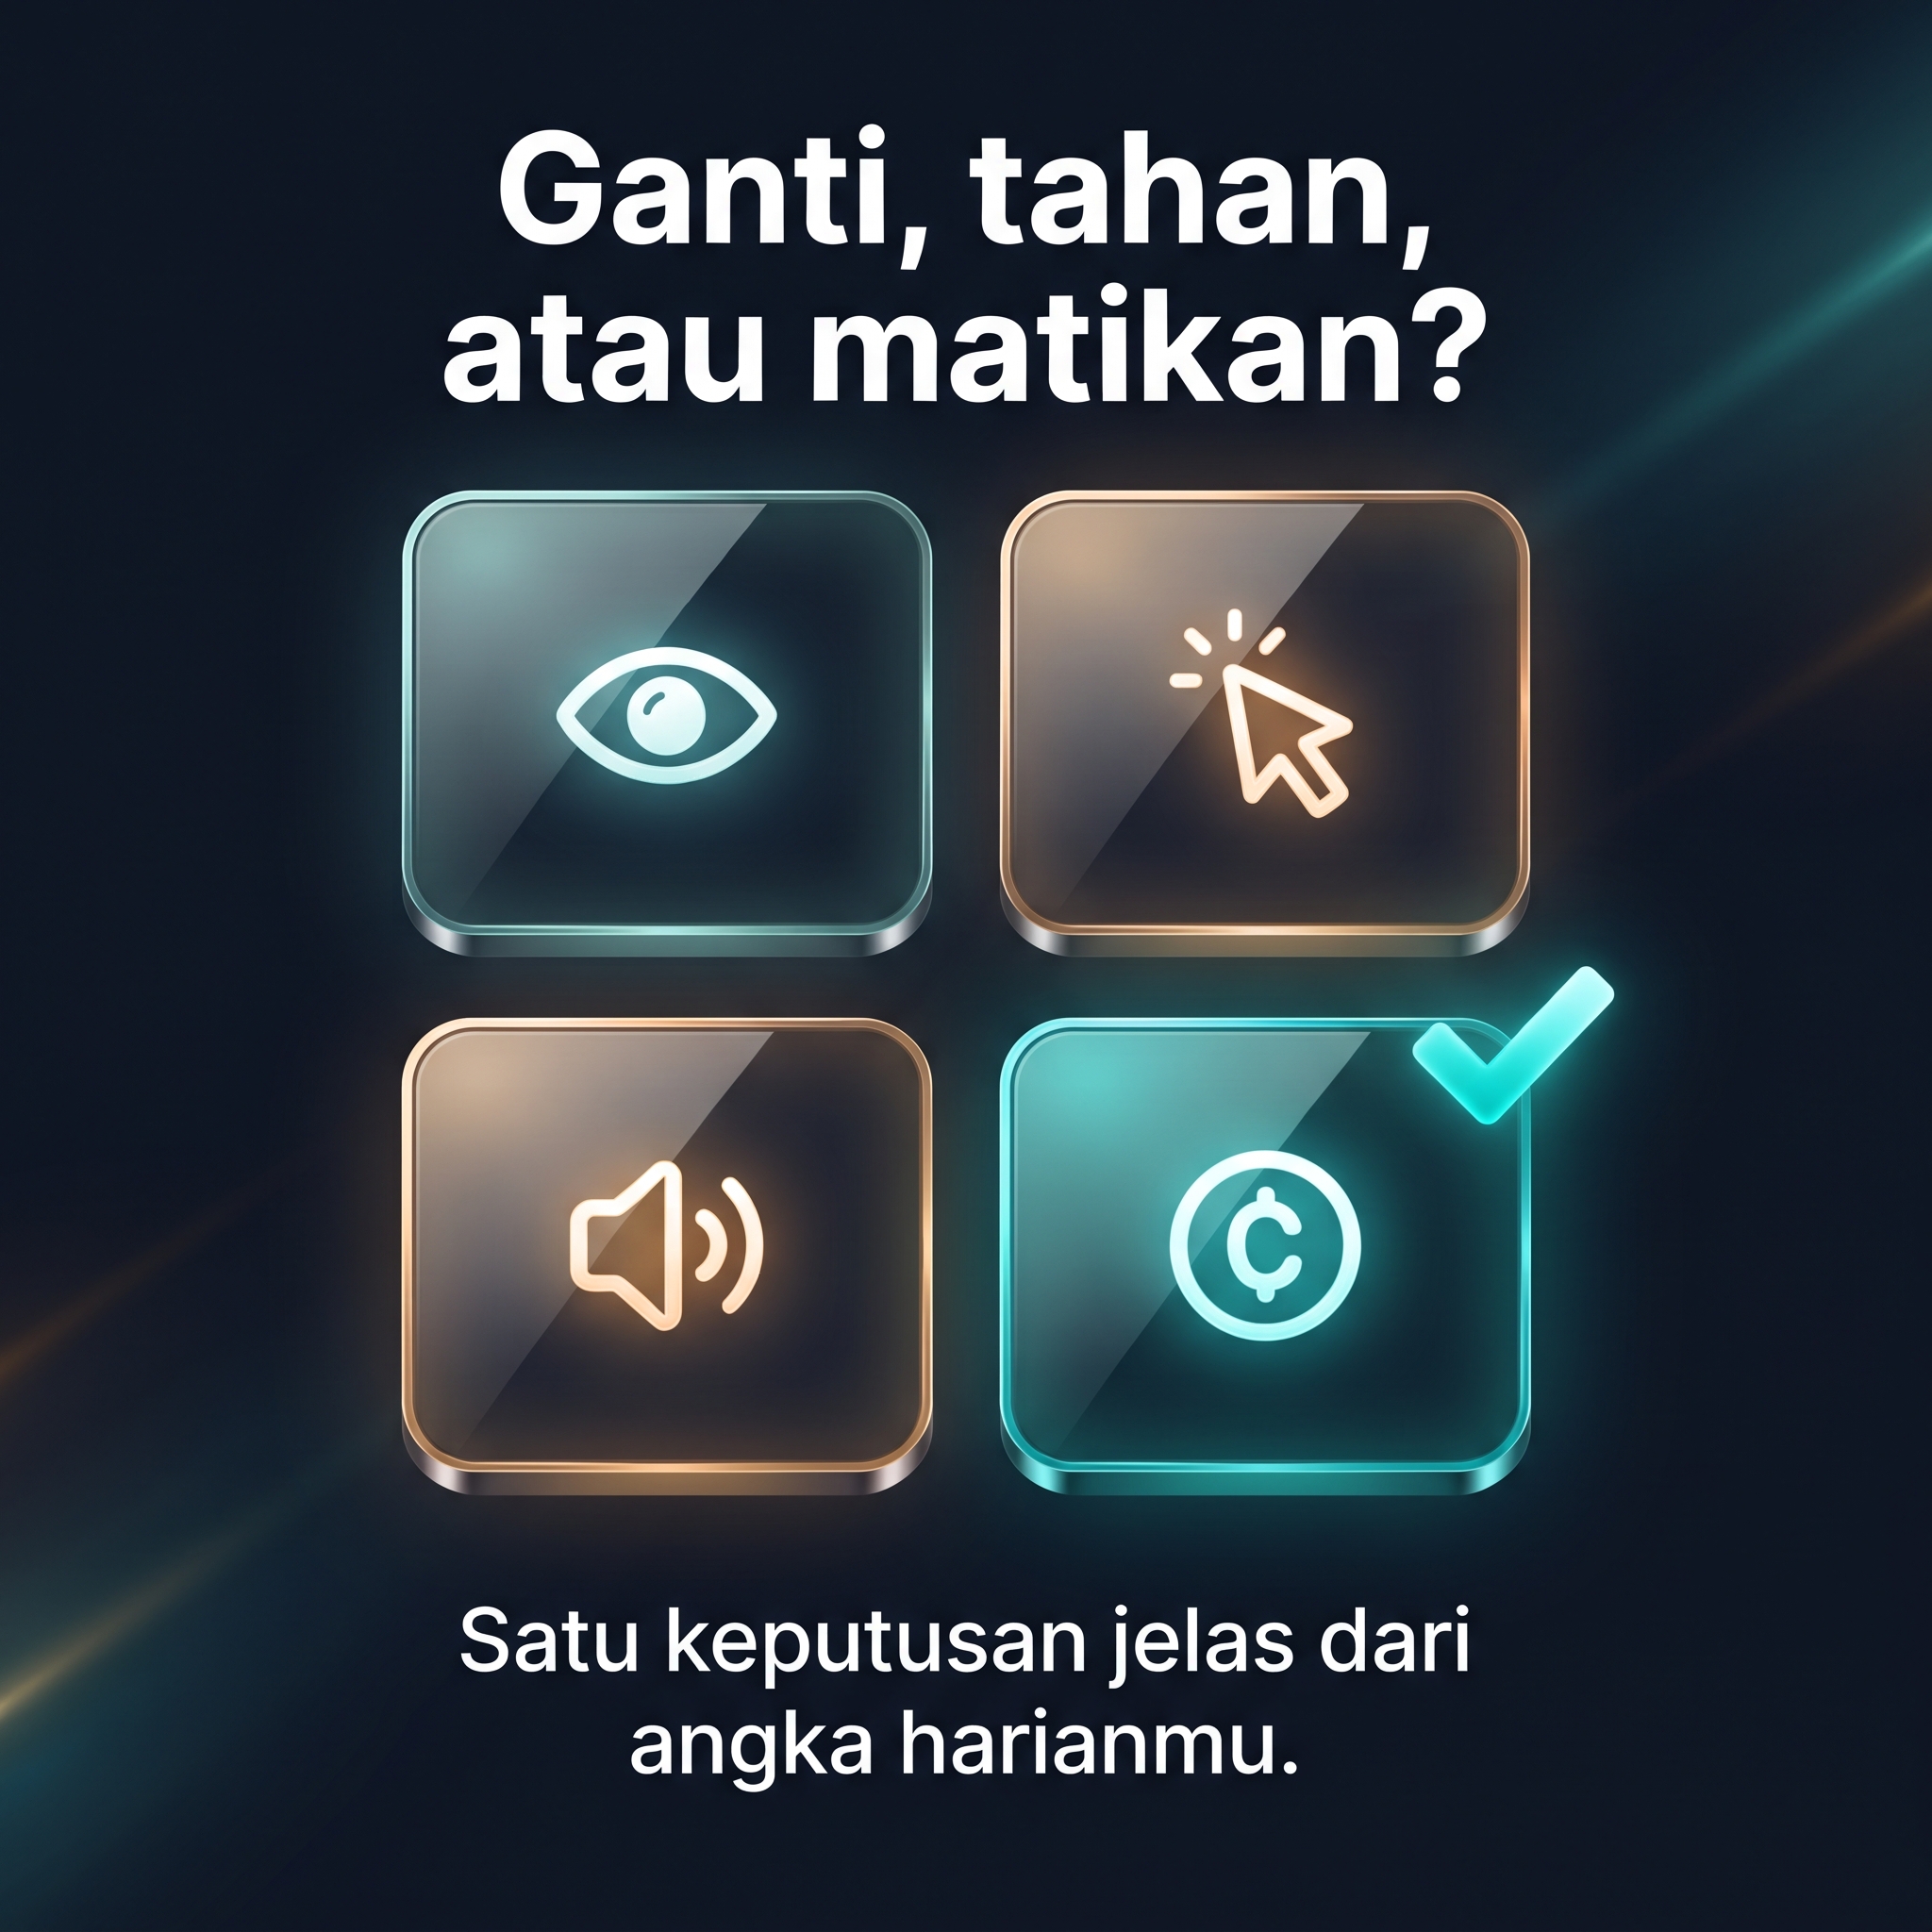 Ganti, tahan,
atau matikan?
¢
Satu keputusan jelas dari
angka harianmu.